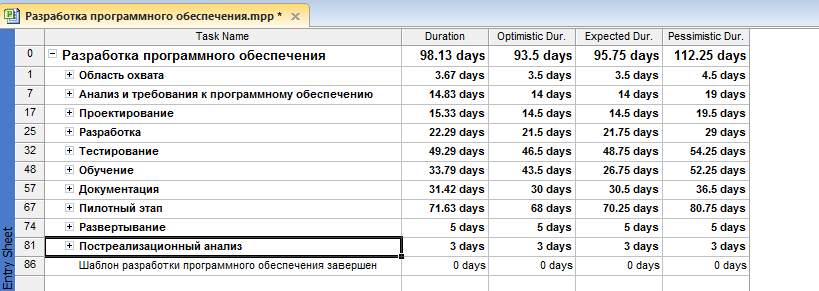 Разработка программного обеспечения.mpp *
Task Name Duration Optimistic Dur. Expected Dur. Pessimistic Dur.
0 Разработка программного обеспечения 98.13 days 93.5 days 95.75 days 112.25 days
1 Область охвата 3.67 days 3.5 days 3.5 days 4.5 days
7 Анализ и требования к программному обеспечению 14.83 days 14 days 14 days 19 days
17 Проектирование 15.33 days 14.5 days 14.5 days 19.5 days
25 Разработка 22.29 days 21.5 days 21.75 days 29 days
32 Тестирование 49.29 days 46.5 days 48.75 days 54.25 days
48 Обучение 33.79 days 43.5 days 26.75 days 52.25 days
57 Документация 31.42 days 30 days 30.5 days 36.5 days
67 Пилотный этап 71.63 days 68 days 70.25 days 80.75 days
74 Развертывание 5 days 5 days 5 days 5 days
81 Постреализационный анализ 3 days 3 days 3 days 3 days
86 Шаблон разработки программного обеспечения завершен 0 days 0 days 0 days 0 days
Entry Sheet